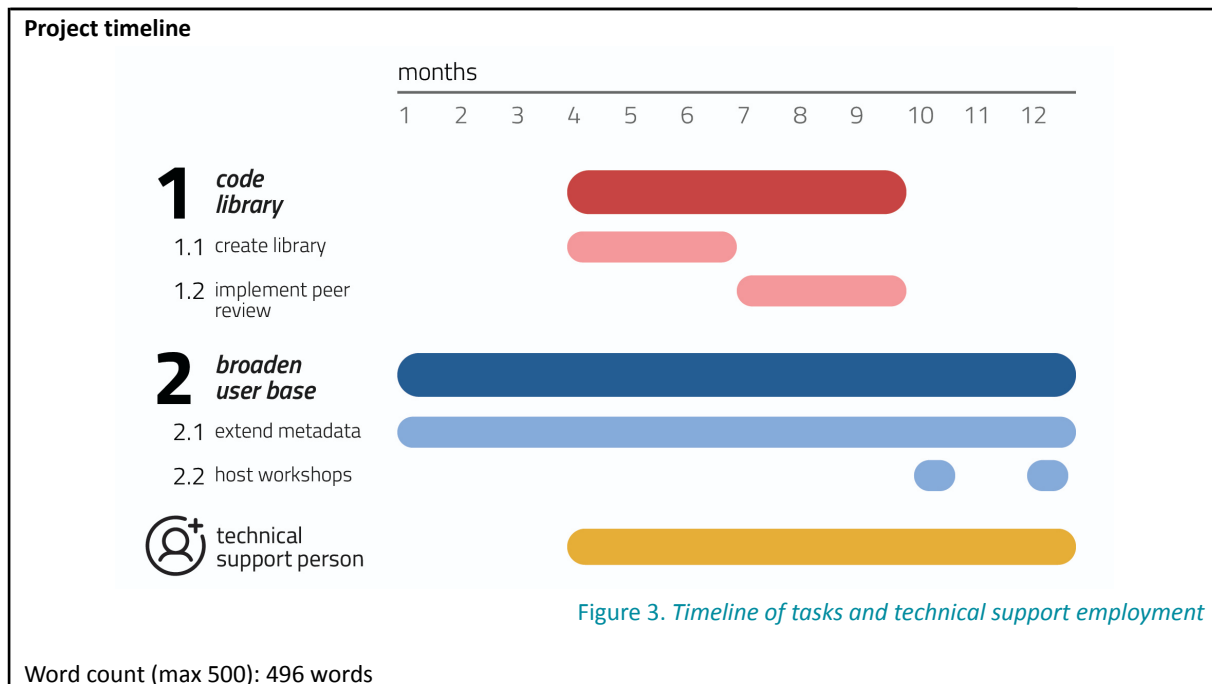 Project timeline
months
1 2 3 4 5 6 7 8 9 10 11 12
1 code
library
1.1 create library
1.2 implement peer
review
2 broaden
user base
2.1 extend metadata
2.2 host workshops
technical
support person
Figure 3. Timeline of tasks and technical support employment
Word count (max 500): 496 words